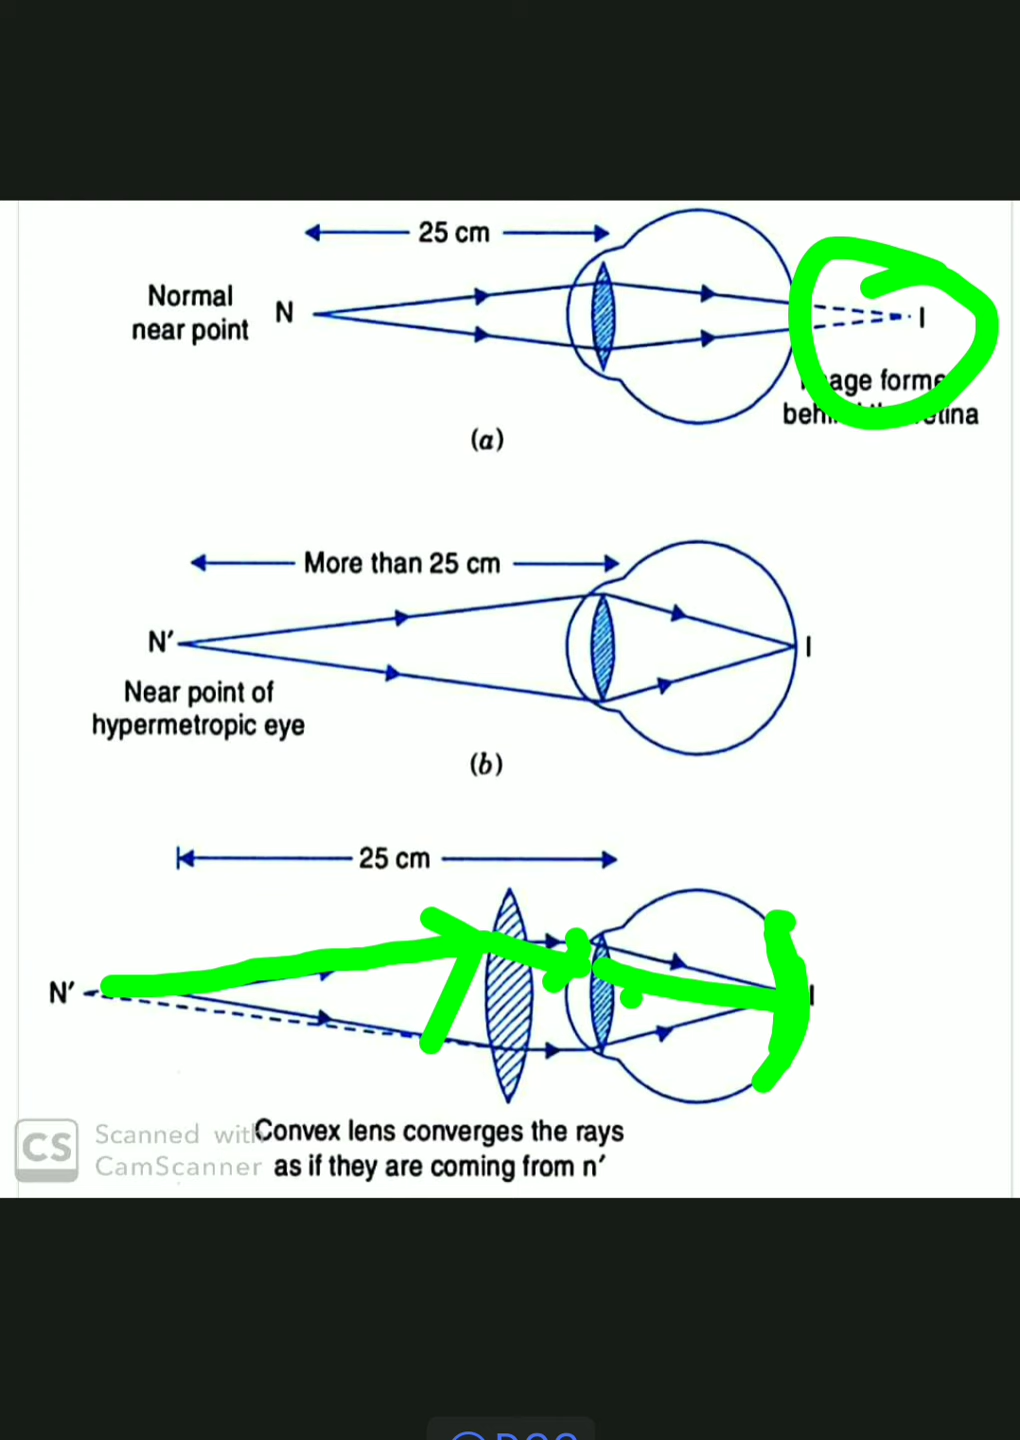 25 cm
Normal
near point
N
I
age forme
tina
(a)
More than 25 cm
N′
I
Near point of
hypermetropic eye
(b)
25 cm
N′
I
Convex lens converges the rays
as if they are coming from n′
CS
Scanned with
CamScanner